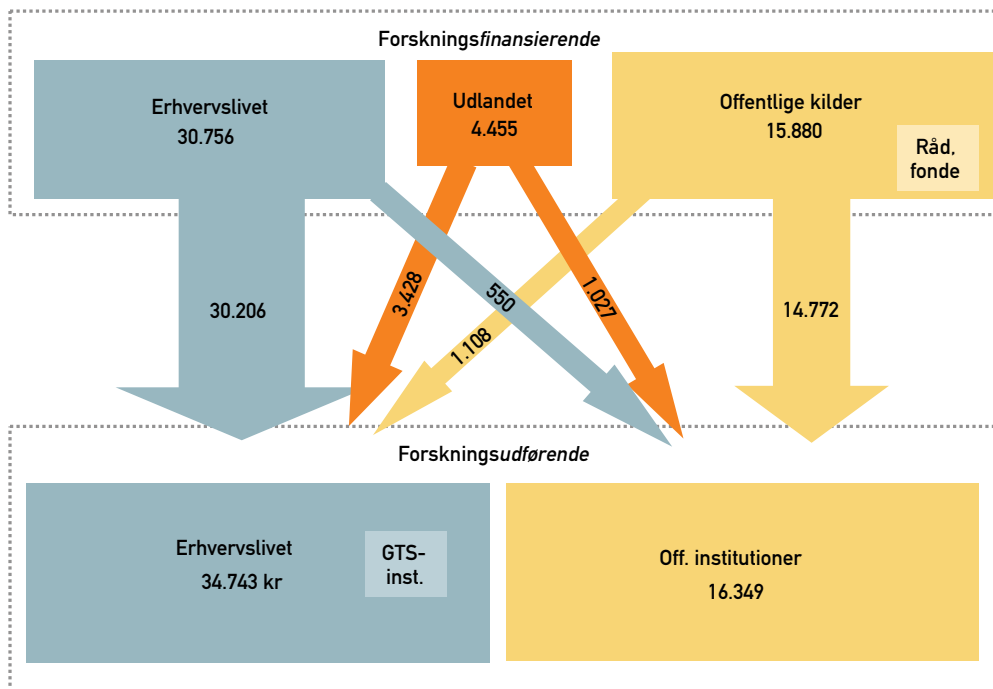 Forskningsfinansierende
Erhvervslivet
30.756
Udlandet
4.455
Offentlige kilder
15.880
Råd,
fonde
30.206
3.428
550
1.027
1.108
14.772
Forskningsudførende
Erhvervslivet
34.743 kr
GTS-
inst.
Off. institutioner
16.349